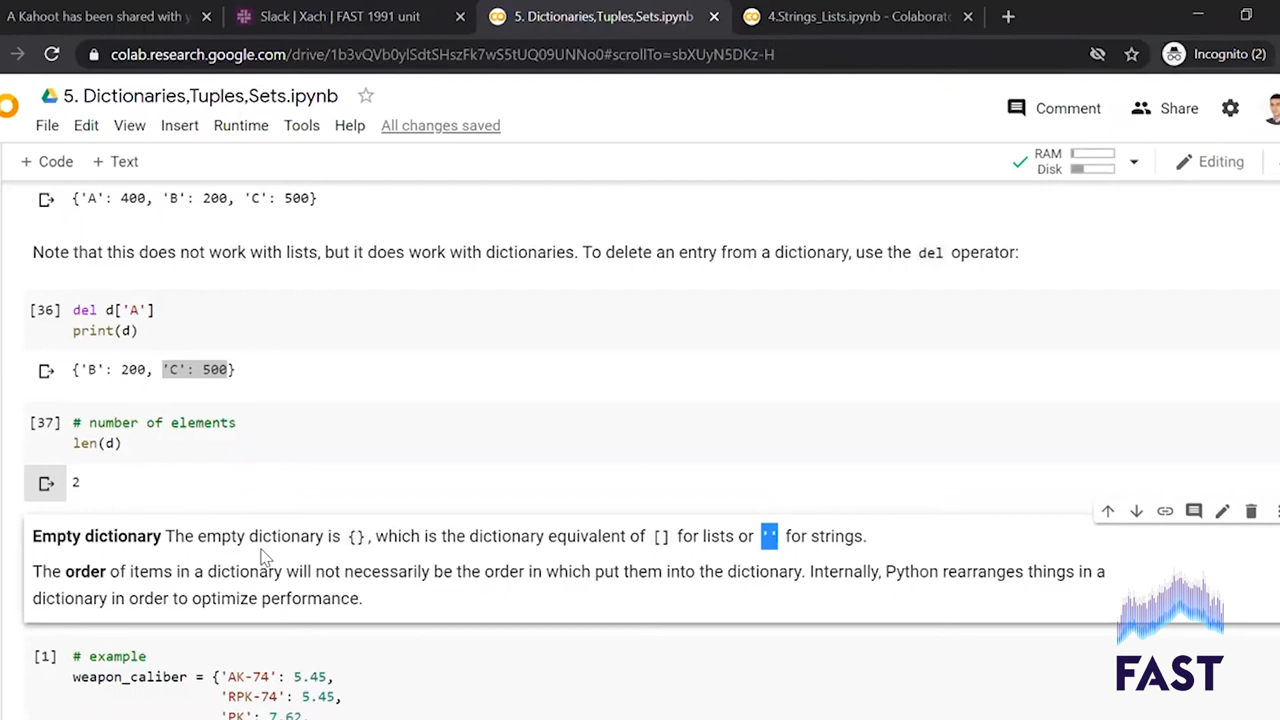 A Kahoot has been shared with y
Slack | Xach | FAST 1991 unit
5. Dictionaries,Tuples,Sets.ipynb
4.Strings_Lists.ipynb - Colaborat
colab.research.google.com/drive/1b3vQVb0ylSdtSHszFk7wS5tUQ09UNNo0#scrollTo=sbXUyN5DKz-H
Incognito (2)
5. Dictionaries,Tuples,Sets.ipynb
Comment
Share
File Edit View Insert Runtime Tools Help All changes saved
+ Code + Text
RAM
Disk
Editing
{'A': 400, 'B': 200, 'C': 500}
Note that this does not work with lists, but it does work with dictionaries. To delete an entry from a dictionary, use the del operator:
[36] del d['A']
print(d)
{'B': 200, 'C': 500}
[37] # number of elements
len(d)
2
Empty dictionary The empty dictionary is {}, which is the dictionary equivalent of [] for lists or '' for strings.
The order of items in a dictionary will not necessarily be the order in which put them into the dictionary. Internally, Python rearranges things in a
dictionary in order to optimize performance.
[1] # example
weapon_caliber = {'AK-74': 5.45,
'RPK-74': 5.45,
'PK': 7.62,
FAST